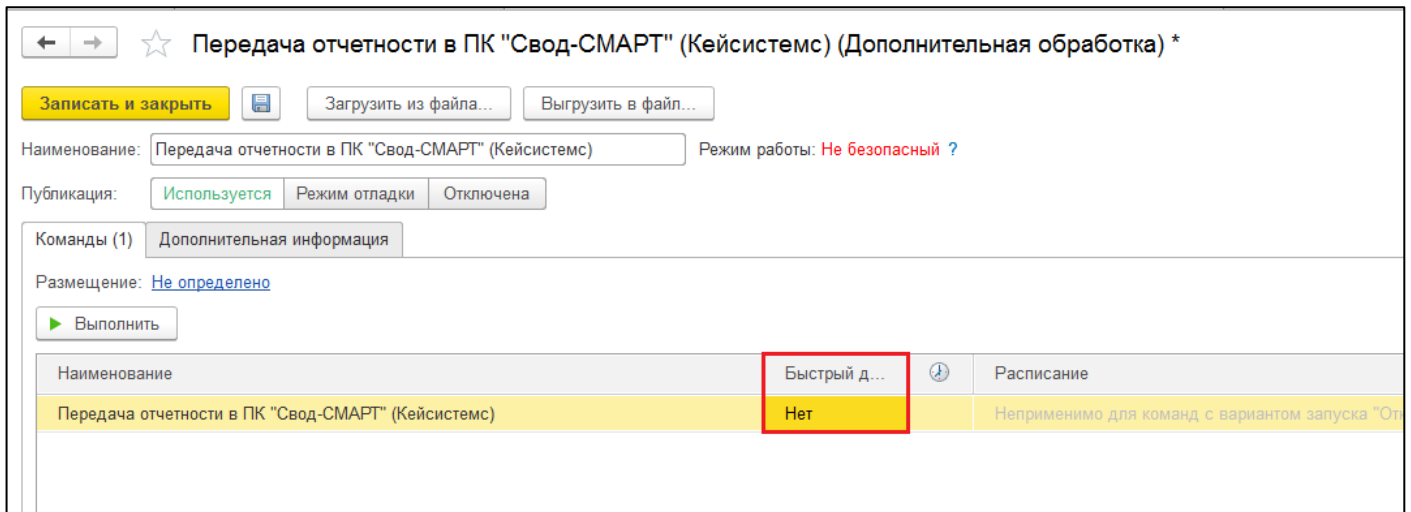 Передача отчетности в ПК "Свод-СМАРТ" (Кейсистемс) (Дополнительная обработка) *
Записать и закрыть Загрузить из файла... Выгрузить в файл...
Наименование: Передача отчетности в ПК "Свод-СМАРТ" (Кейсистемс) Режим работы: Не безопасный ?
Публикация: Используется Режим отладки Отключена
Команды (1) Дополнительная информация
Размещение: Не определено
Выполнить
Наименование Быстрый д... Расписание
Передача отчетности в ПК "Свод-СМАРТ" (Кейсистемс) Нет Неприменимо для команд с вариантом запуска